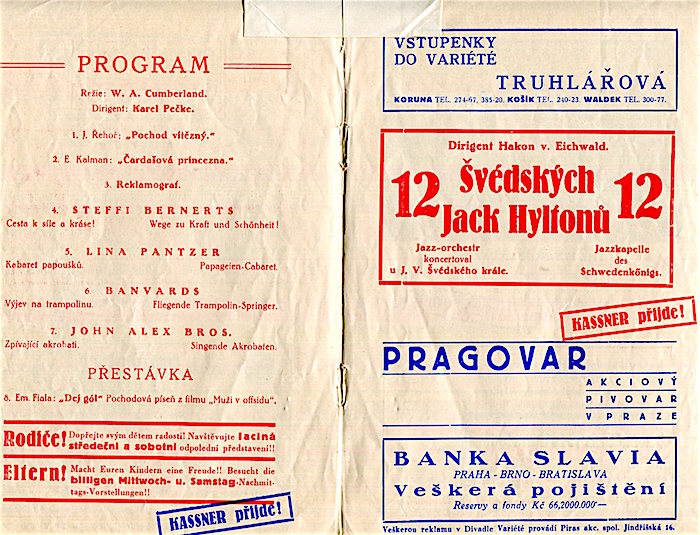 PROGRAM
Režie: W. A. Cumberland.
Dirigent: Karel Pečke.
1. J. Řehoř: „Pochod vítězný.“
2. E. Kalman: „Čardašová princezna.“
3. Reklamograf.
4. STEFFI BERNERTS
Cesta k síle a kráse! Wege zu Kraft und Schönheit!
5. LINA PANTZER
Kabaret papoušků. Papageien-Cabaret.
6 BANVARDS
Výjev na trampolinu. Fliegende Trampolin-Springer.
7. JOHN ALEX BROS.
Zpívající akrobati. Singende Akrobaten.
PŘESTÁVKA
8. Em. Fiala: „Dej gól“ Pochodová píseň z filmu „Muži v offsidu“.
Rodiče! Dopřejte svým dětem radosti! Navštěvujte laciná
středeční a sobotní odpolední představení!!
Eltern! Macht Euren Kindern eine Freude!! Besucht die
billigen Mittwoch- u. Samstag-Nachmit-
tags-Vorstellungen!!
KASSNER přijde!
VSTUPENKY
DO VARIÉTÉ
TRUHLÁŘOVÁ
KORUNA TEL. 274-67, 385-20, KOŠÍK TEL. 240-23. WALDEK TEL. 300-77.
Dirigent Hakon v. Eichwald.
12 Švédských 12
Jack Hyltonů
Jazz-orchestr Jazzkapelle
koncertoval des
u J. V. Švédského krále. Schwedenkönigs.
KASSNER přijde!
PRAGOVAR
AKCIOVÝ
PIVOVAR
V PRAZE
BANKA SLAVIA
PRAHA - BRNO - BRATISLAVA
Veškerá pojištění
Reservy a fondy Kč 66,2000.000—
Veškerou reklamu v Divadle Variété provádí Piras akc. spol. Jindřišská 16.